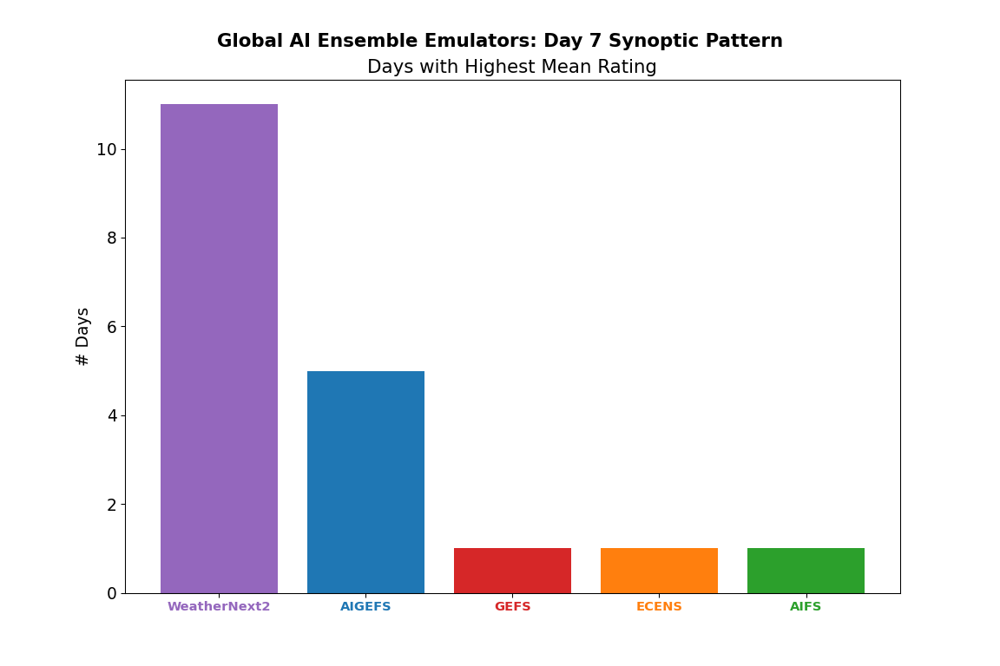 Global AI Ensemble Emulators: Day 7 Synoptic Pattern
Days with Highest Mean Rating
# Days
10
8
6
4
2
0
WeatherNext2
AIGEFS
GEFS
ECENS
AIFS